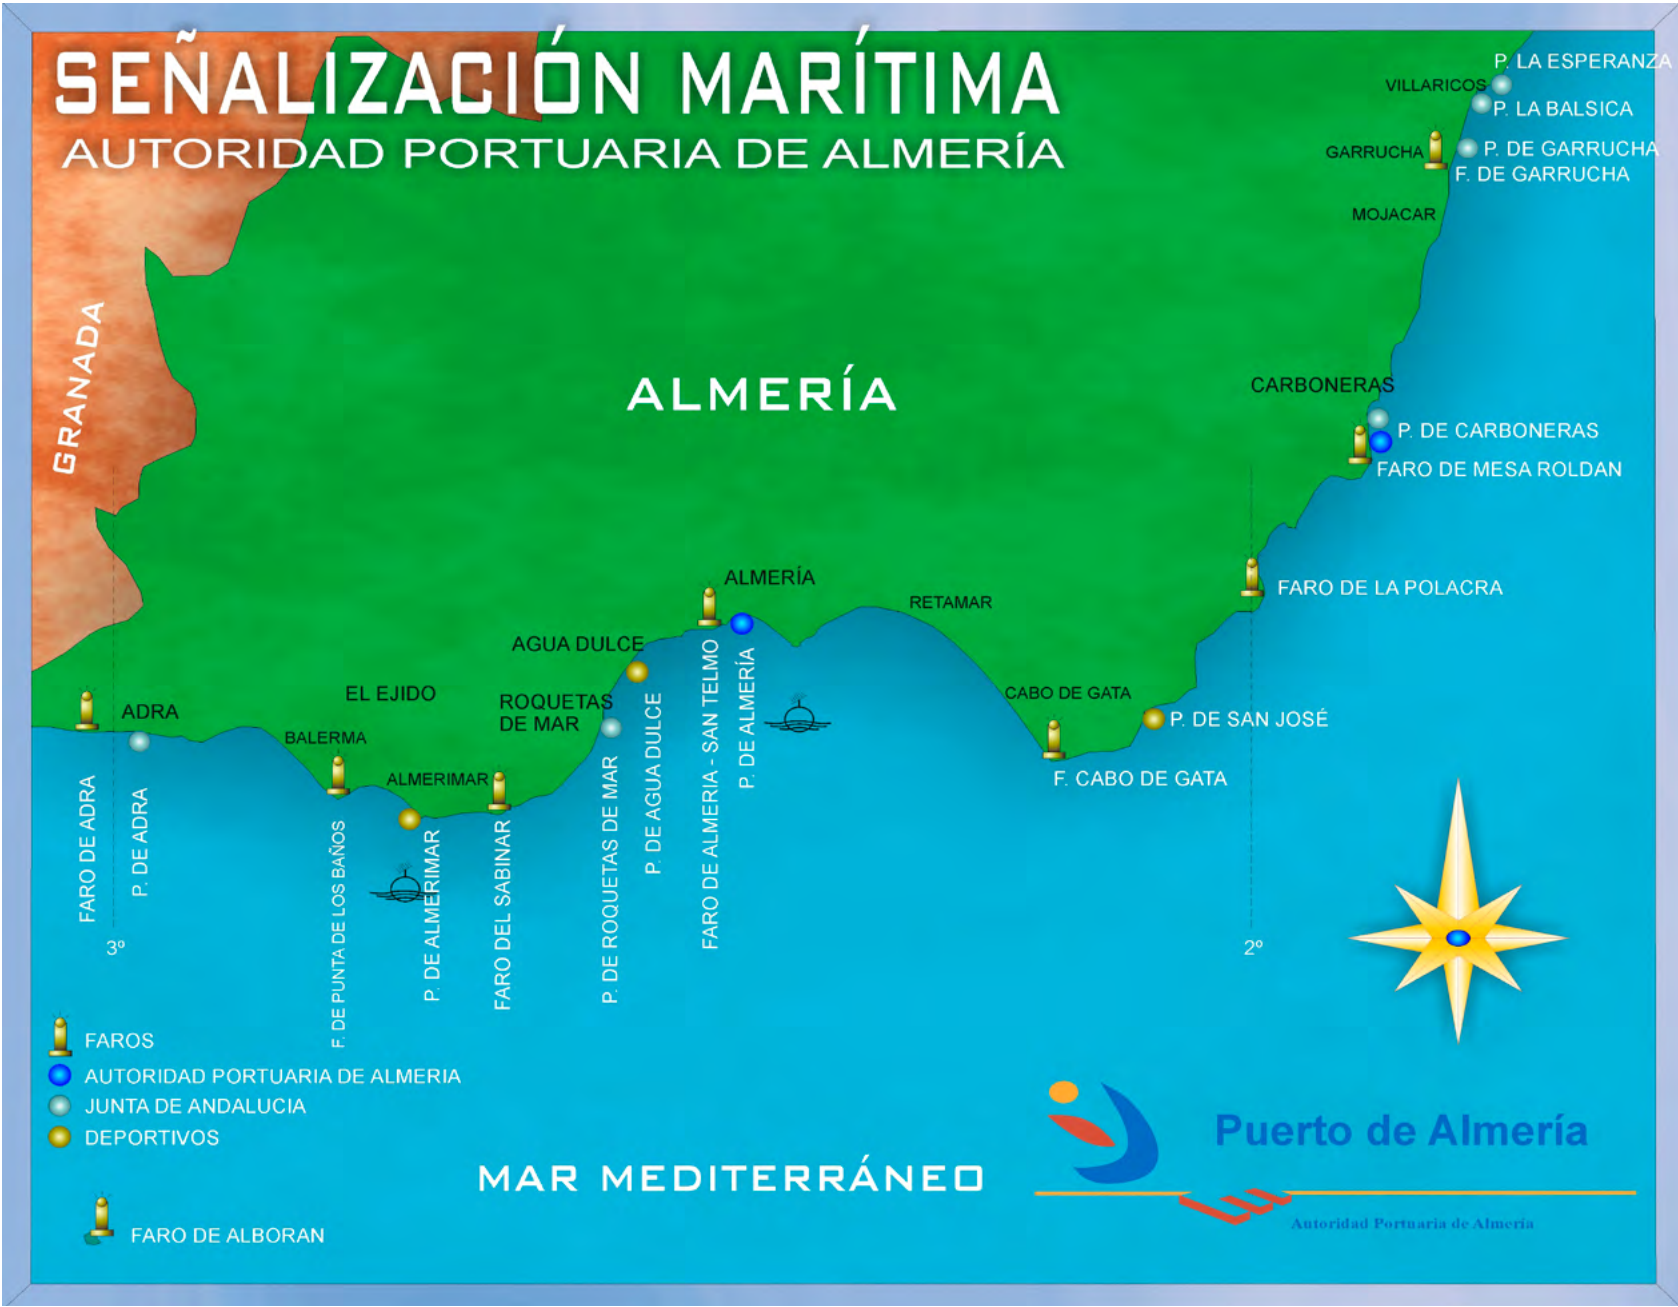 SEÑALIZACIÓN MARÍTIMA
AUTORIDAD PORTUARIA DE ALMERÍA
P. LA ESPERANZA
VILLARICOS
P. LA BALSICA
GARRUCHA
P. DE GARRUCHA
F. DE GARRUCHA
MOJACAR
GRANADA
ALMERÍA
CARBONERAS
P. DE CARBONERAS
FARO DE MESA ROLDAN
ALMERÍA
FARO DE LA POLACRA
RETAMAR
AGUA DULCE
EL EJIDO
ROQUETAS
DE MAR
CABO DE GATA
ADRA
P. DE SAN JOSÉ
BALERMA
ALMERIMAR
F. CABO DE GATA
FARO DE ADRA
P. DE ADRA
F. DE PUNTA DE LOS BAÑOS
P. DE ALMERIMAR
FARO DEL SABINAR
P. DE ROQUETAS DE MAR
P. DE AGUA DULCE
FARO DE ALMERIA - SAN TELMO
P. DE ALMERÍA
3º
2º
FAROS
AUTORIDAD PORTUARIA DE ALMERIA
JUNTA DE ANDALUCIA
DEPORTIVOS
MAR MEDITERRÁNEO
FARO DE ALBORAN
Puerto de Almería
Autoridad Portuaria de Almería